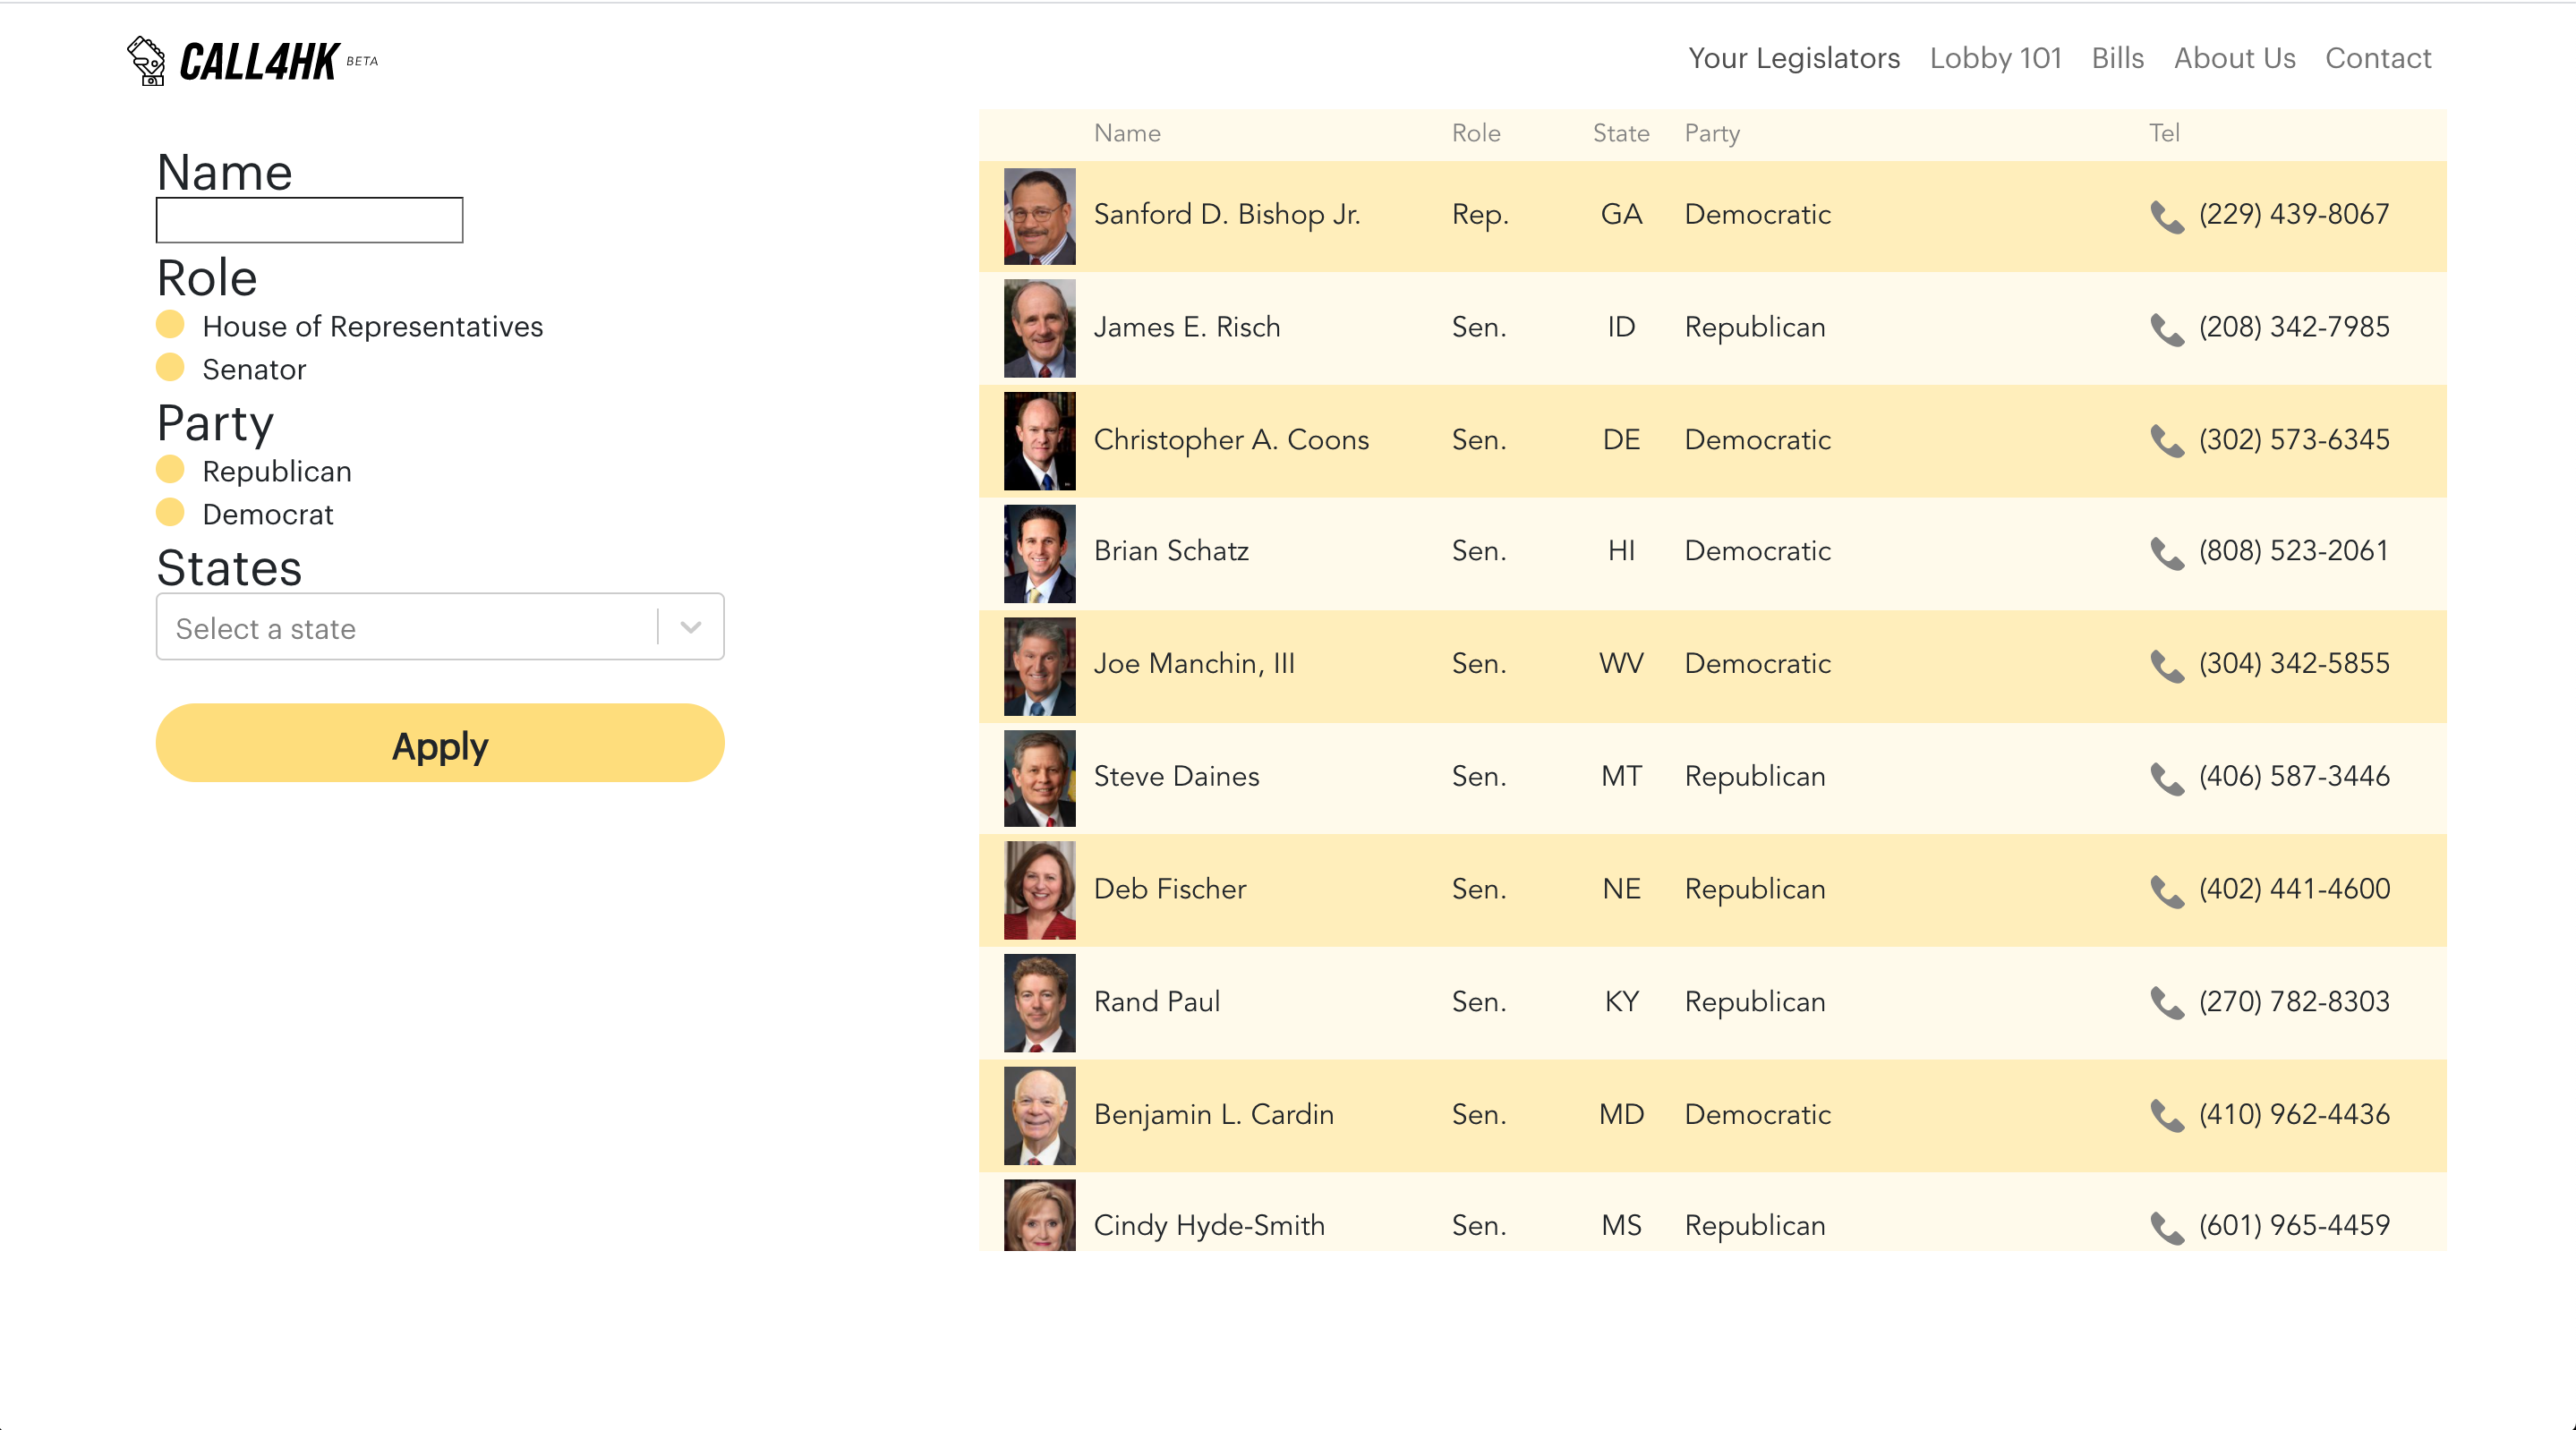 CALL4HK BETA
Your Legislators Lobby 101 Bills About Us Contact
Name
Role
House of Representatives
Senator
Party
Republican
Democrat
States
Select a state
Apply
Name Role State Party Tel
Sanford D. Bishop Jr. Rep. GA Democratic (229) 439-8067
James E. Risch Sen. ID Republican (208) 342-7985
Christopher A. Coons Sen. DE Democratic (302) 573-6345
Brian Schatz Sen. HI Democratic (808) 523-2061
Joe Manchin, III Sen. WV Democratic (304) 342-5855
Steve Daines Sen. MT Republican (406) 587-3446
Deb Fischer Sen. NE Republican (402) 441-4600
Rand Paul Sen. KY Republican (270) 782-8303
Benjamin L. Cardin Sen. MD Democratic (410) 962-4436
Cindy Hyde-Smith Sen. MS Republican (601) 965-4459